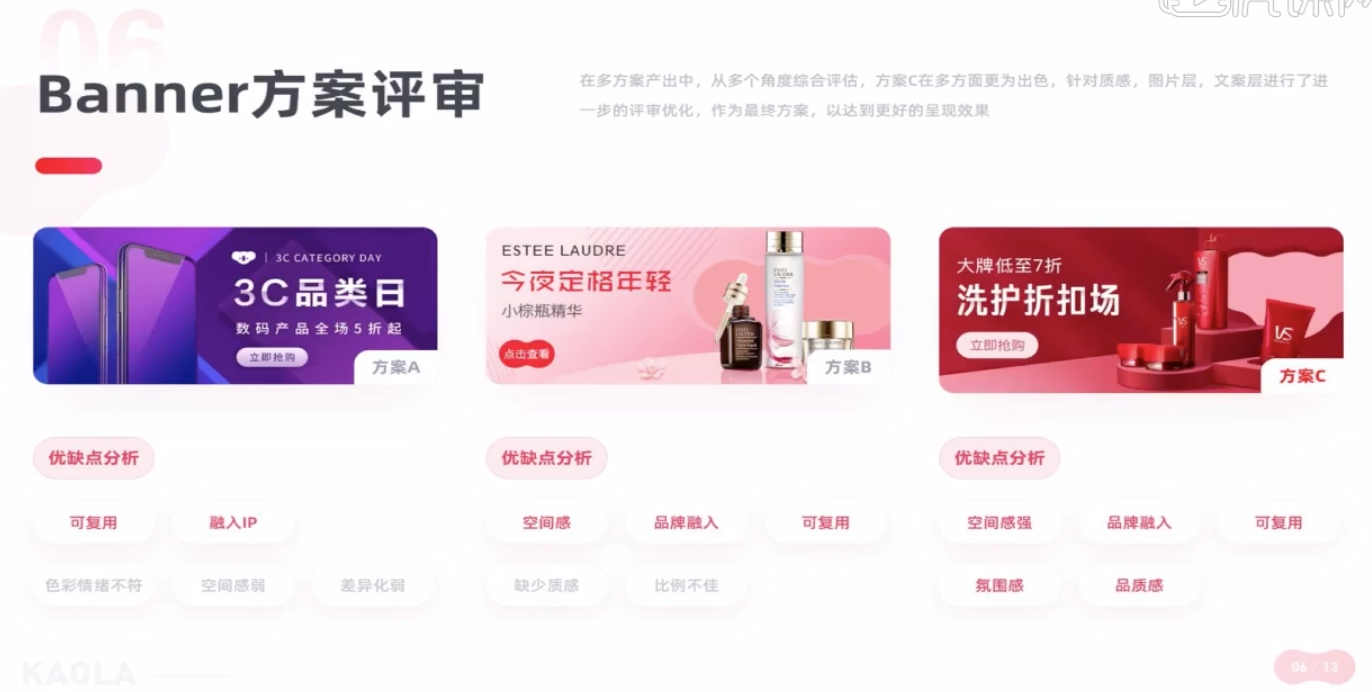 06
Banner方案评审
在多方案产出中，从多个角度综合评估，方案C在多方面更为出色，针对质感，图片层，文案层进行了进
一步的评审优化，作为最终方案，以达到更好的呈现效果
3C CATEGORY DAY
3C品类日
数码产品全场5折起
立即抢购
方案A
ESTEE LAUDRE
今夜定格年轻
小棕瓶精华
点击查看
方案B
大牌低至7折
洗护折扣场
立即抢购
VS
VS
VS
方案C
优缺点分析
可复用
融入IP
色彩情绪不符
空间感弱
差异化弱
优缺点分析
空间感
品牌融入
可复用
缺少质感
比例不佳
优缺点分析
空间感强
品牌融入
可复用
氛围感
品质感
KAOLA
06 / 13